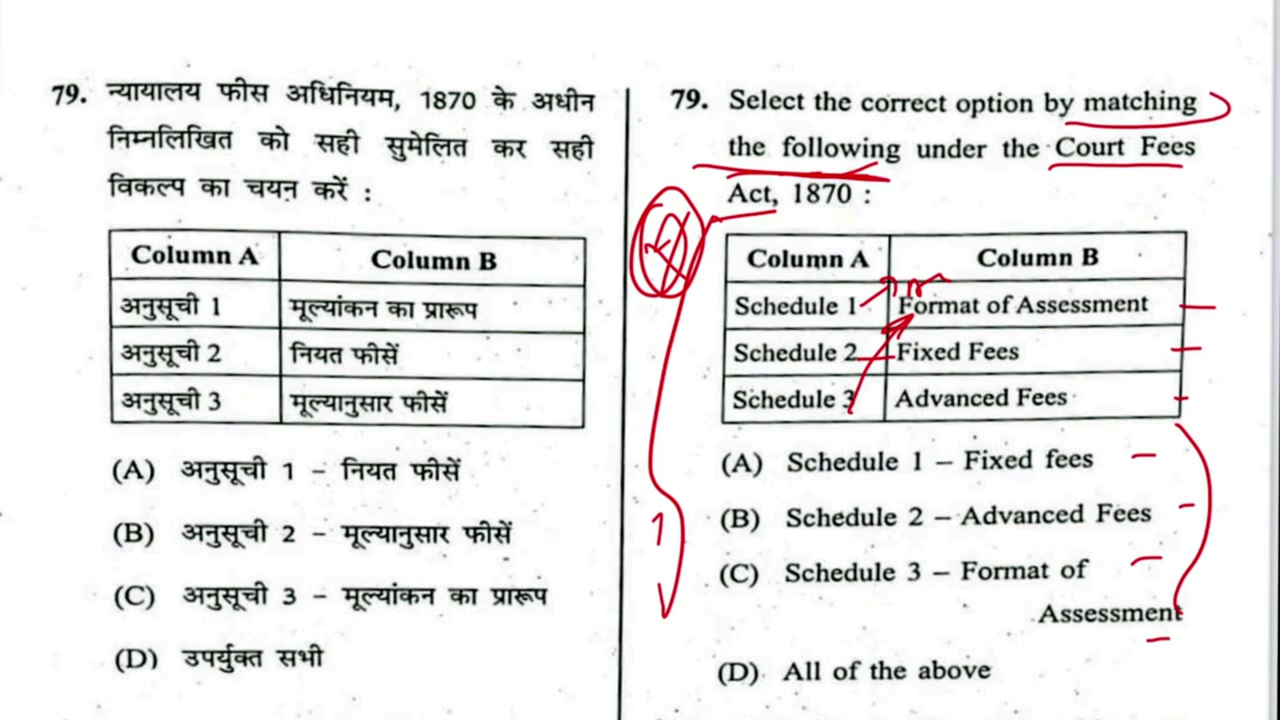 79. न्यायालय फीस अधिनियम, 1870 के अधीन
निम्नलिखित को सही सुमेलित कर सही
विकल्प का चयन करें :
Column A Column B
अनुसूची 1 मूल्यांकन का प्रारूप
अनुसूची 2 नियत फीसें
अनुसूची 3 मूल्यानुसार फीसें
(A) अनुसूची 1 – नियत फीसें
(B) अनुसूची 2 – मूल्यानुसार फीसें
(C) अनुसूची 3 – मूल्यांकन का प्रारूप
(D) उपर्युक्त सभी
79. Select the correct option by matching
the following under the Court Fees
Act, 1870 :
Column A Column B
Schedule 1 Format of Assessment
Schedule 2 Fixed Fees
Schedule 3 Advanced Fees
(A) Schedule 1 – Fixed fees
(B) Schedule 2 – Advanced Fees
(C) Schedule 3 – Format of
Assessment
(D) All of the above